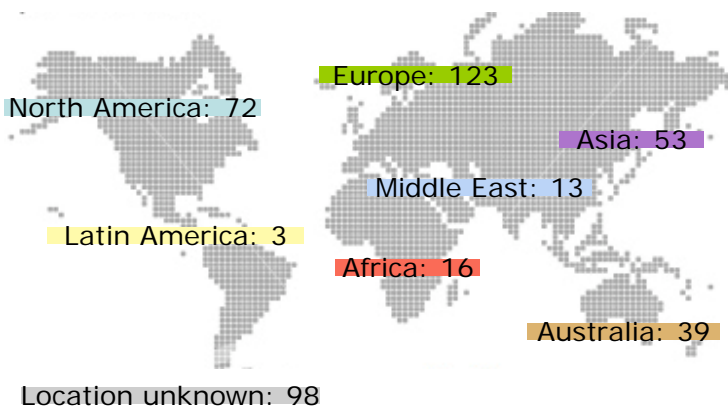 Europe: 123
North America: 72
Asia: 53
Middle East: 13
Latin America: 3
Africa: 16
Australia: 39
Location unknown: 98